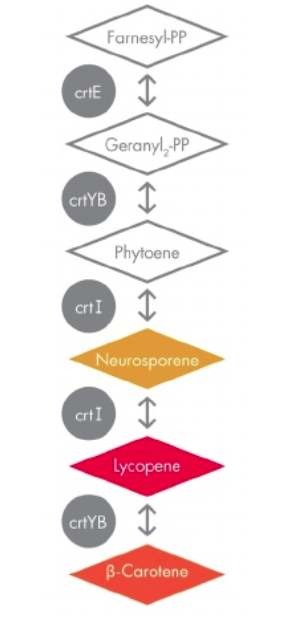 Farnesyl-PP
crtE
Geranyl₂-PP
crtYB
Phytoene
crtI
Neurosporene
crtI
Lycopene
crtYB
β-Carotene